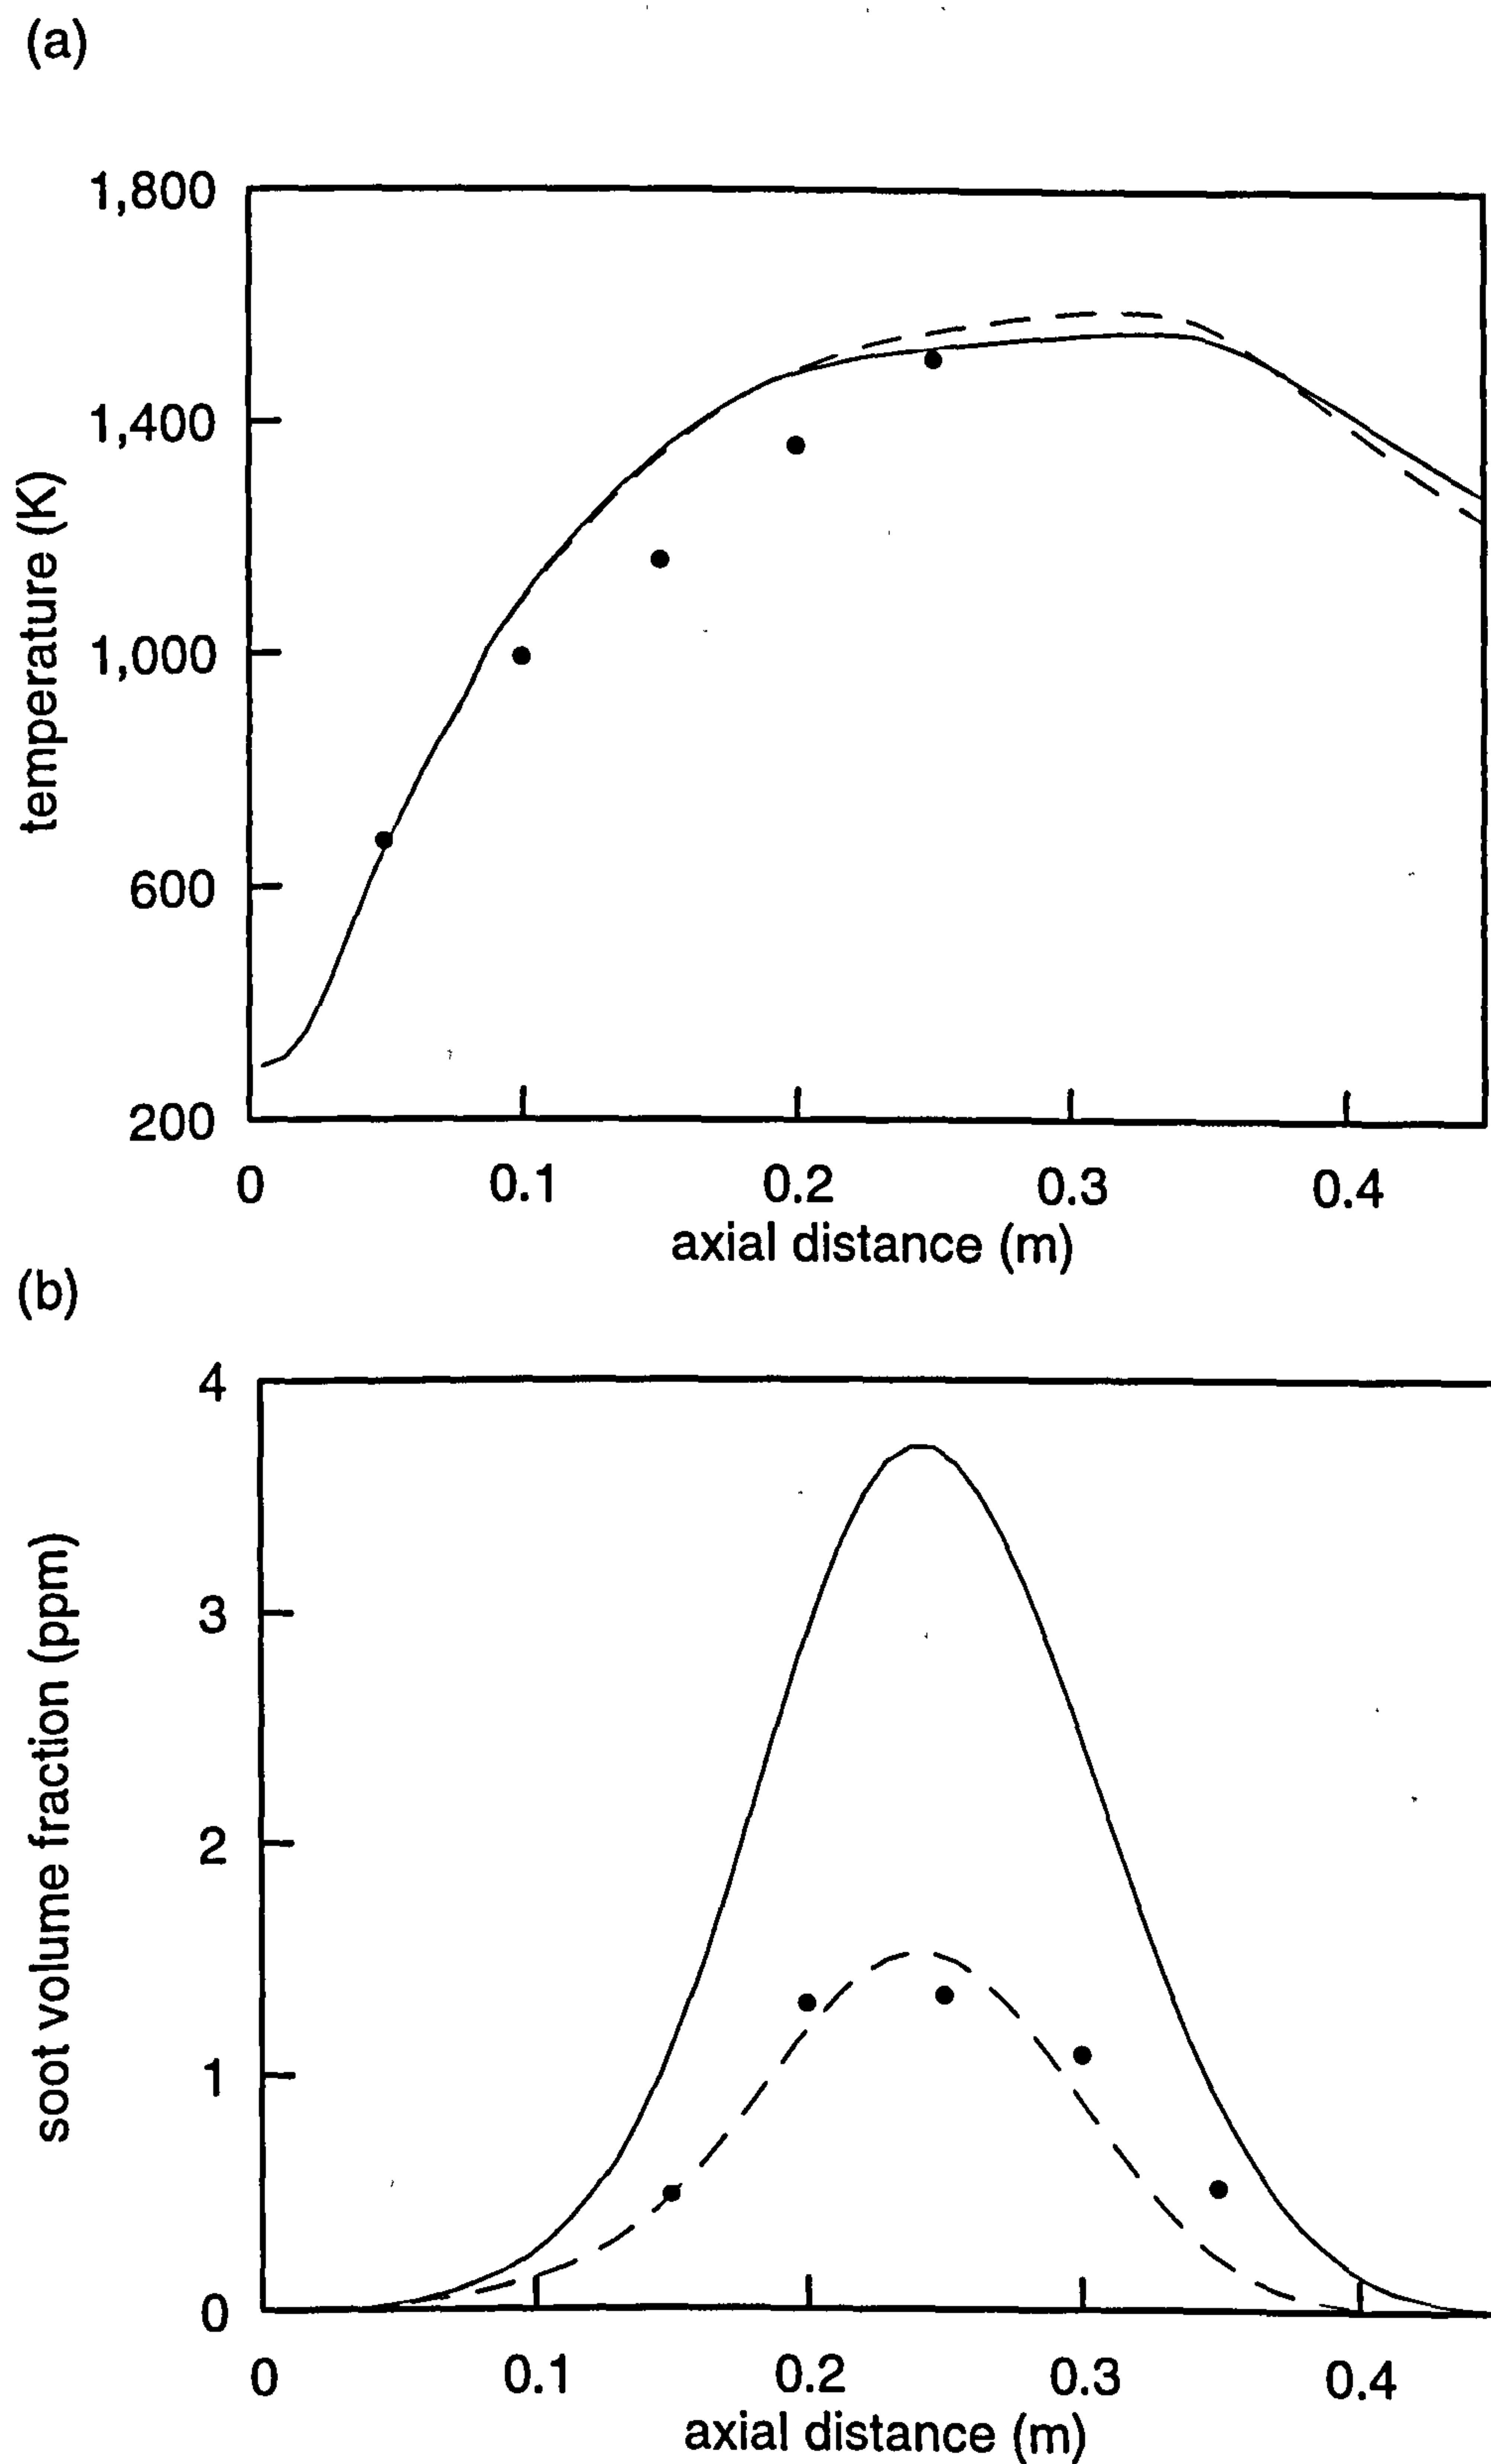 (a)
1,800
1,400
1,000
600
200
temperature (K)
0 0.1 0.2 0.3 0.4
axial distance (m)
(b)
4
3
2
1
0
soot volume fraction (ppm)
0 0.1 0.2 0.3 0.4
axial distance (m)